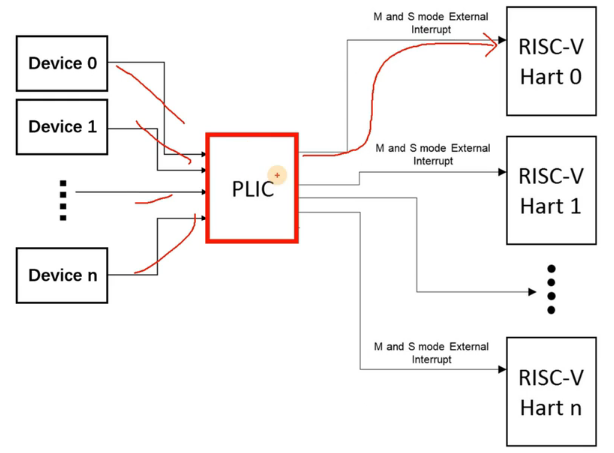 M and S mode External
Interrupt
RISC-V
Hart 0
Device 0
Device 1
PLIC
M and S mode External
Interrupt
RISC-V
Hart 1
Device n
M and S mode External
Interrupt
RISC-V
Hart n